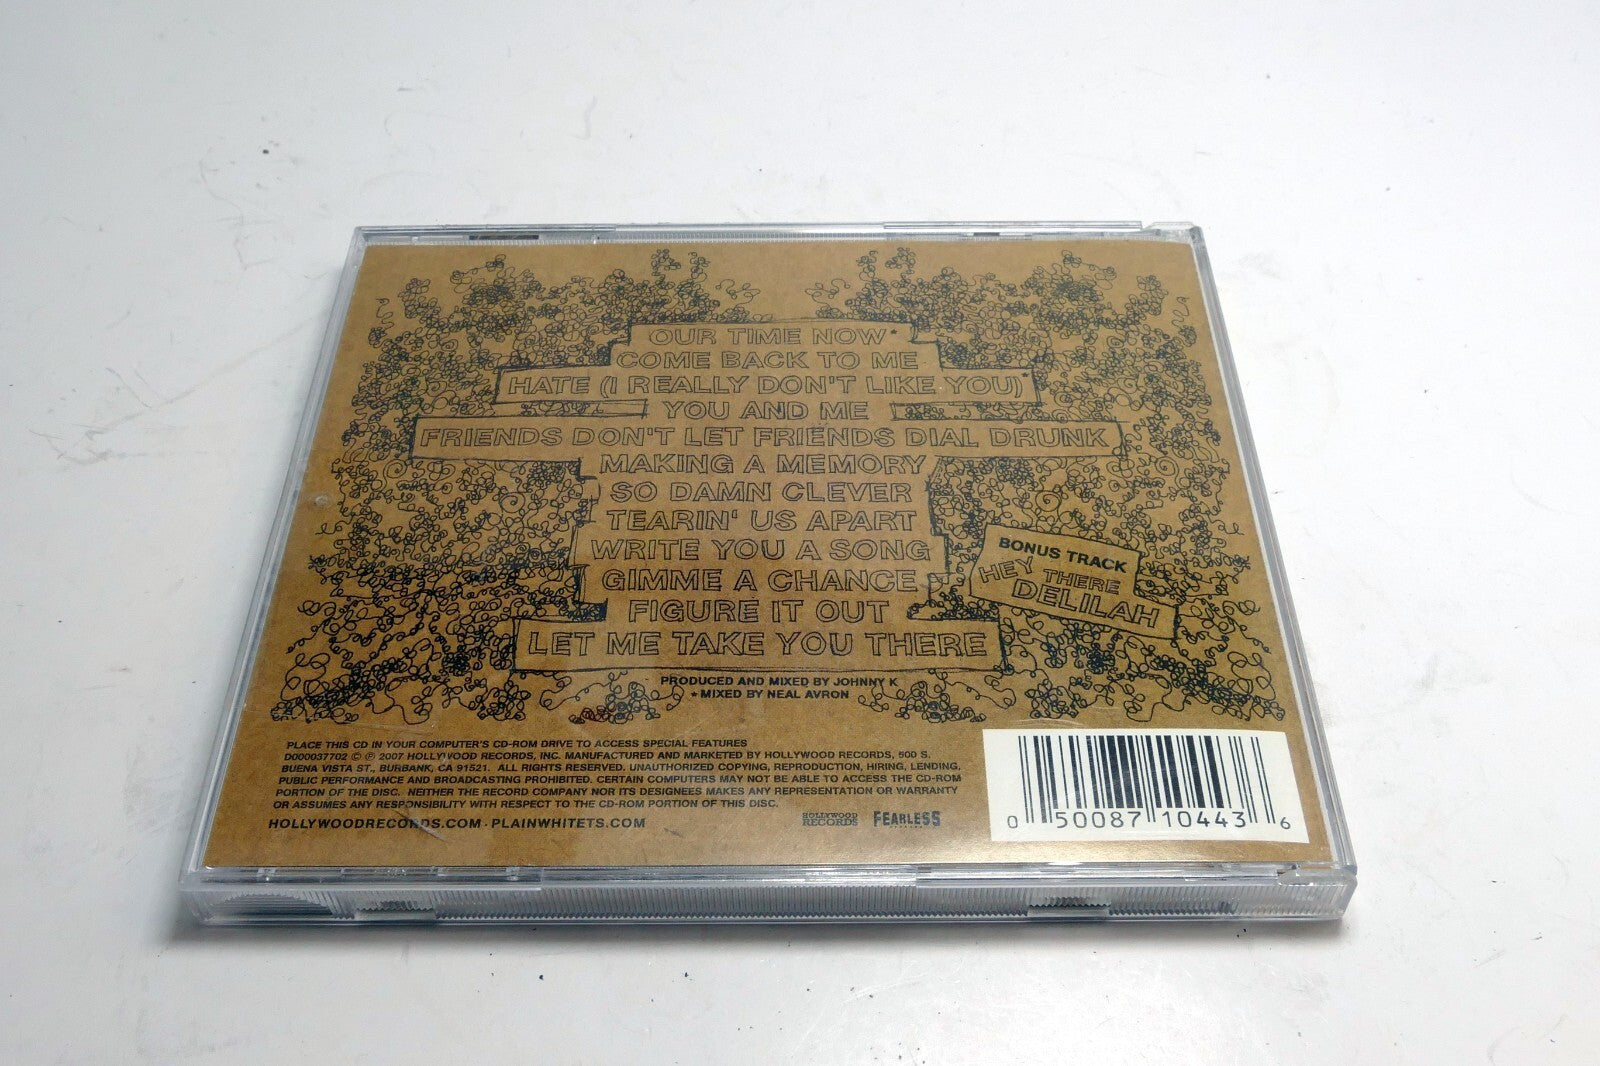 OUR TIME NOW*
COME BACK TO ME
HATE (I REALLY DON'T LIKE YOU)*
YOU AND ME
FRIENDS DON'T LET FRIENDS DIAL DRUNK
MAKING A MEMORY
SO DAMN CLEVER
TEARIN' US APART
WRITE YOU A SONG
GIMME A CHANCE
FIGURE IT OUT
LET ME TAKE YOU THERE
BONUS TRACK
HEY THERE
DELILAH
PRODUCED AND MIXED BY JOHNNY K
*MIXED BY NEAL AVRON
PLACE THIS CD IN YOUR COMPUTER'S CD-ROM DRIVE TO ACCESS SPECIAL FEATURES
D000037702 © ℗ 2007 HOLLYWOOD RECORDS, INC. MANUFACTURED AND MARKETED BY HOLLYWOOD RECORDS, 500 S.
BUENA VISTA ST., BURBANK, CA 91521. ALL RIGHTS RESERVED. UNAUTHORIZED COPYING, REPRODUCTION, HIRING, LENDING,
PUBLIC PERFORMANCE AND BROADCASTING PROHIBITED. CERTAIN COMPUTERS MAY NOT BE ABLE TO ACCESS THE CD-ROM
PORTION OF THE DISC. NEITHER THE RECORD COMPANY NOR ITS DESIGNEES MAKES ANY REPRESENTATION OR WARRANTY
OR ASSUMES ANY RESPONSIBILITY WITH RESPECT TO THE CD-ROM PORTION OF THIS DISC.
HOLLYWOODRECORDS.COM · PLAINWHITETS.COM
HOLLYWOOD
RECORDS
FEARLESS
0 50087 10443 6